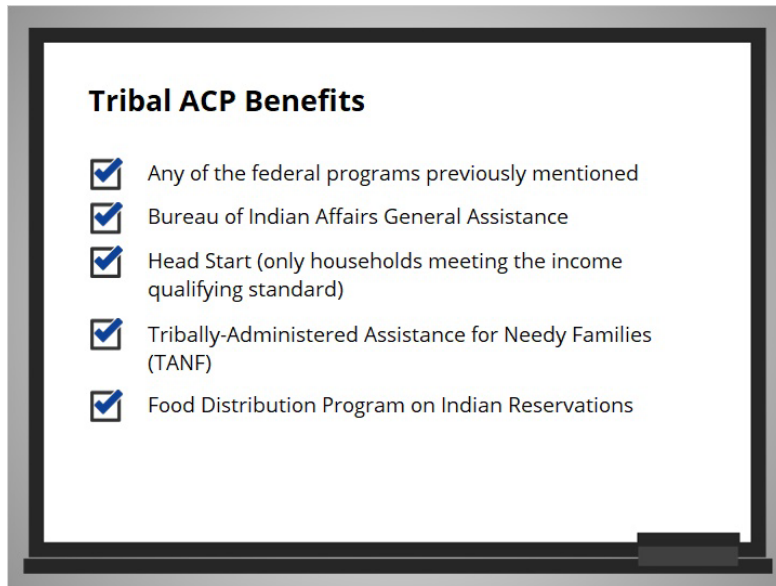 Tribal ACP Benefits
Any of the federal programs previously mentioned
Bureau of Indian Affairs General Assistance
Head Start (only households meeting the income
qualifying standard)
Tribally-Administered Assistance for Needy Families
(TANF)
Food Distribution Program on Indian Reservations